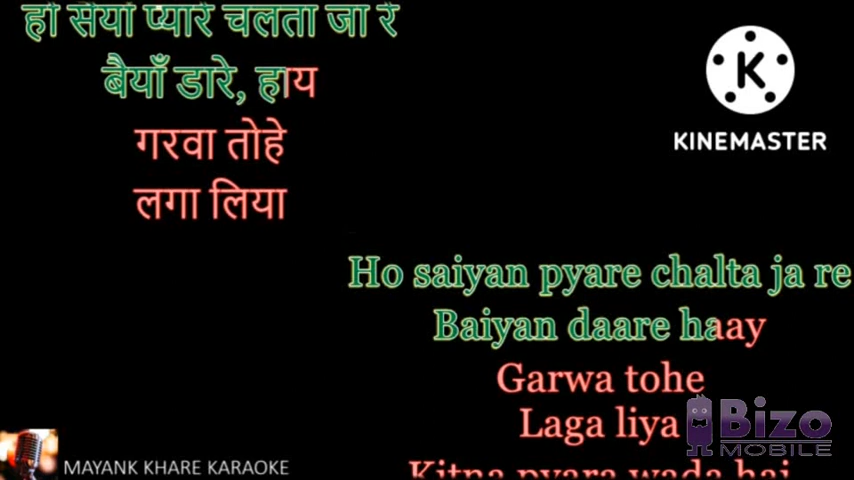 हो सैयाँ प्यारे चलता जा रे
बैयाँ डारे, हाय
गरवा तोहे
लगा लिया
KINEMASTER
Ho saiyan pyare chalta ja re
Baiyan daare haay
Garwa tohe
Laga liya
Kitna pyara wada hai
Bizo
MOBILE
MAYANK KHARE KARAOKE